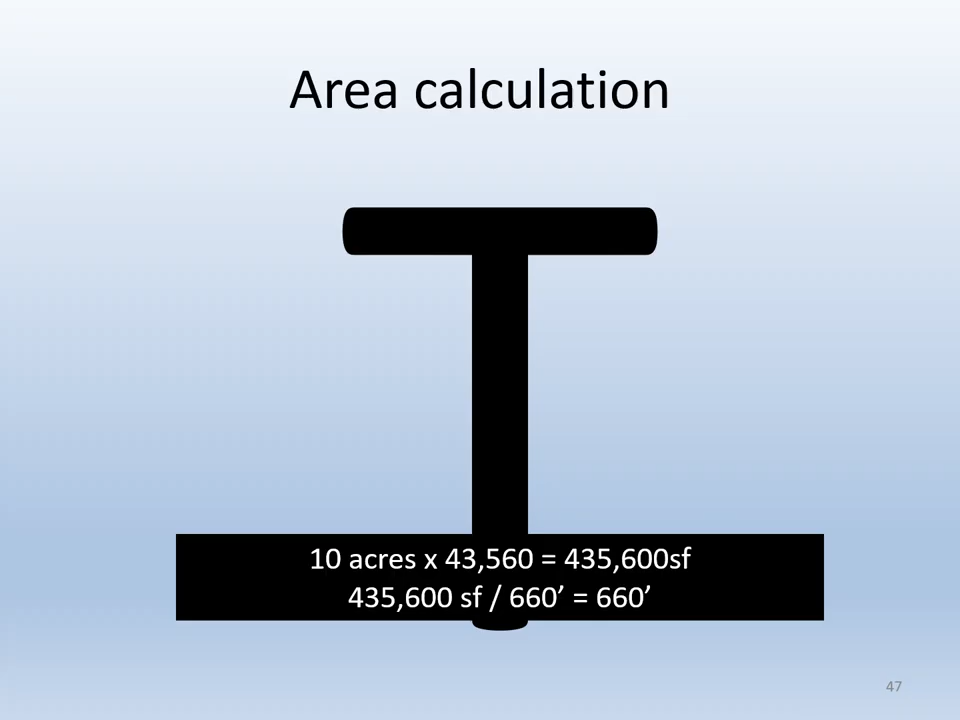 Area calculation
10 acres x 43,560 = 435,600sf
435,600 sf / 660’ = 660’
47